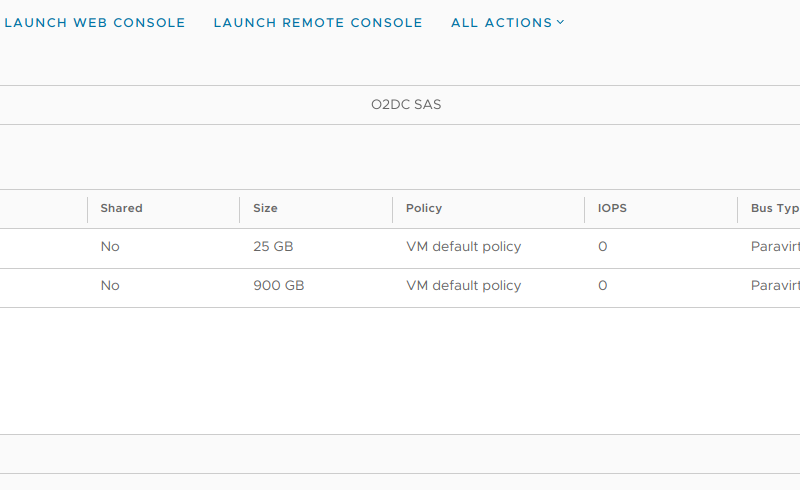 LAUNCH WEB CONSOLE LAUNCH REMOTE CONSOLE ALL ACTIONS
O2DC SAS
Shared Size Policy IOPS Bus Typ
No 25 GB VM default policy 0 Paravirt
No 900 GB VM default policy 0 Paravirt